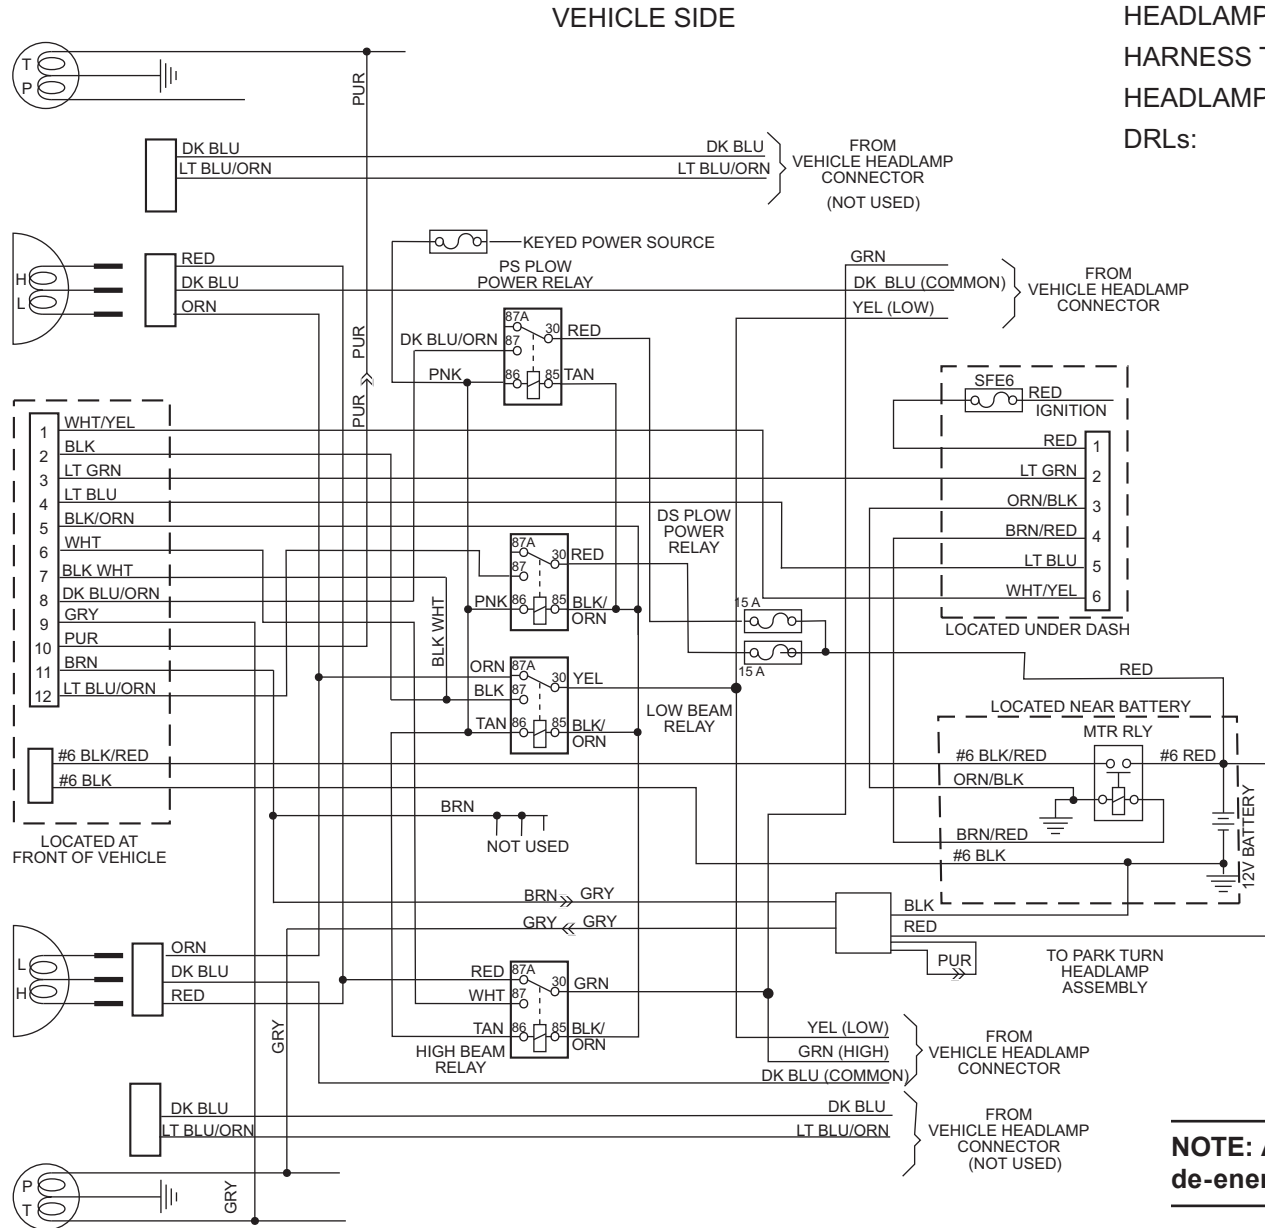 VEHICLE SIDE
HEADLAMP
HARNESS
HEADLAMP
DRLs:
T
P
PUR
DK BLU
LT BLU/ORN
DK BLU
LT BLU/ORN
FROM
VEHICLE HEADLAMP
CONNECTOR
(NOT USED)
H
L
RED
DK BLU
ORN
KEYED POWER SOURCE
PS PLOW
POWER RELAY
GRN
DK BLU (COMMON)
YEL (LOW)
FROM
VEHICLE HEADLAMP
CONNECTOR
87A
30
RED
DK BLU/ORN
87
PNK
86
85
TAN
PUR
PUR
SFE6
RED
IGNITION
RED
1
LT GRN
2
ORN/BLK
3
BRN/RED
4
LT BLU
5
WHT/YEL
6
LOCATED UNDER DASH
1
WHT/YEL
2
BLK
3
LT GRN
4
LT BLU
5
BLK/ORN
6
WHT
7
BLK WHT
8
DK BLU/ORN
9
GRY
10
PUR
11
BRN
12
LT BLU/ORN
#6 BLK/RED
#6 BLK
LOCATED AT
FRONT OF VEHICLE
DS PLOW
POWER
RELAY
87A
30
RED
87
PNK
86
85
BLK/
ORN
15 A
15 A
BLK WHT
ORN
87A
30
YEL
BLK
87
TAN
86
85
BLK/
ORN
LOW BEAM
RELAY
RED
LOCATED NEAR BATTERY
MTR RLY
#6 BLK/RED
#6 RED
ORN/BLK
BRN/RED
#6 BLK
12V BATTERY
BRN
NOT USED
BRN
GRY
GRY
GRY
BLK
RED
PUR
TO PARK TURN
HEADLAMP
ASSEMBLY
L
H
ORN
DK BLU
RED
RED
87A
30
GRN
WHT
87
TAN
86
85
BLK/
ORN
HIGH BEAM
RELAY
GRY
YEL (LOW)
GRN (HIGH)
DK BLU (COMMON)
FROM
VEHICLE HEADLAMP
CONNECTOR
DK BLU
LT BLU/ORN
DK BLU
LT BLU/ORN
FROM
VEHICLE HEADLAMP
CONNECTOR
(NOT USED)
P
T
GRY
NOTE:
de-ener